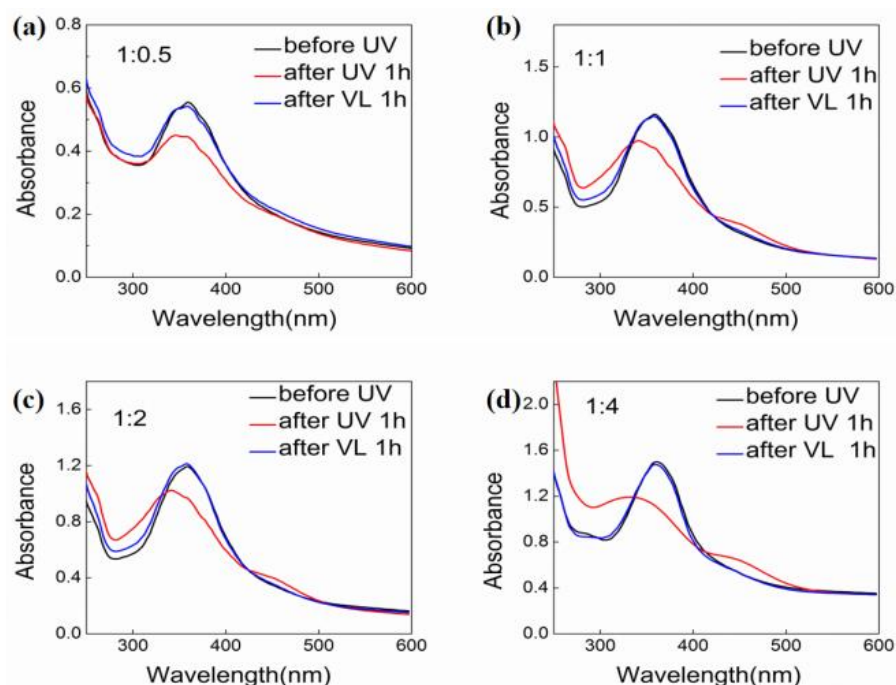 (a)
1:0.5
before UV
after UV 1h
after VL 1h
0.8
0.6
0.4
0.2
0.0
300
400
500
600
Absorbance
Wavelength(nm)
(b)
1:1
before UV
after UV 1h
after VL 1h
1.5
1.0
0.5
0.0
300
400
500
600
Absorbance
Wavelength(nm)
(c)
1:2
before UV
after UV 1h
after VL 1h
1.6
1.2
0.8
0.4
0.0
300
400
500
600
Absorbance
Wavelength(nm)
(d)
1:4
before UV
after UV 1h
after VL 1h
2.0
1.6
1.2
0.8
0.4
0.0
300
400
500
600
Absorbance
Wavelength(nm)